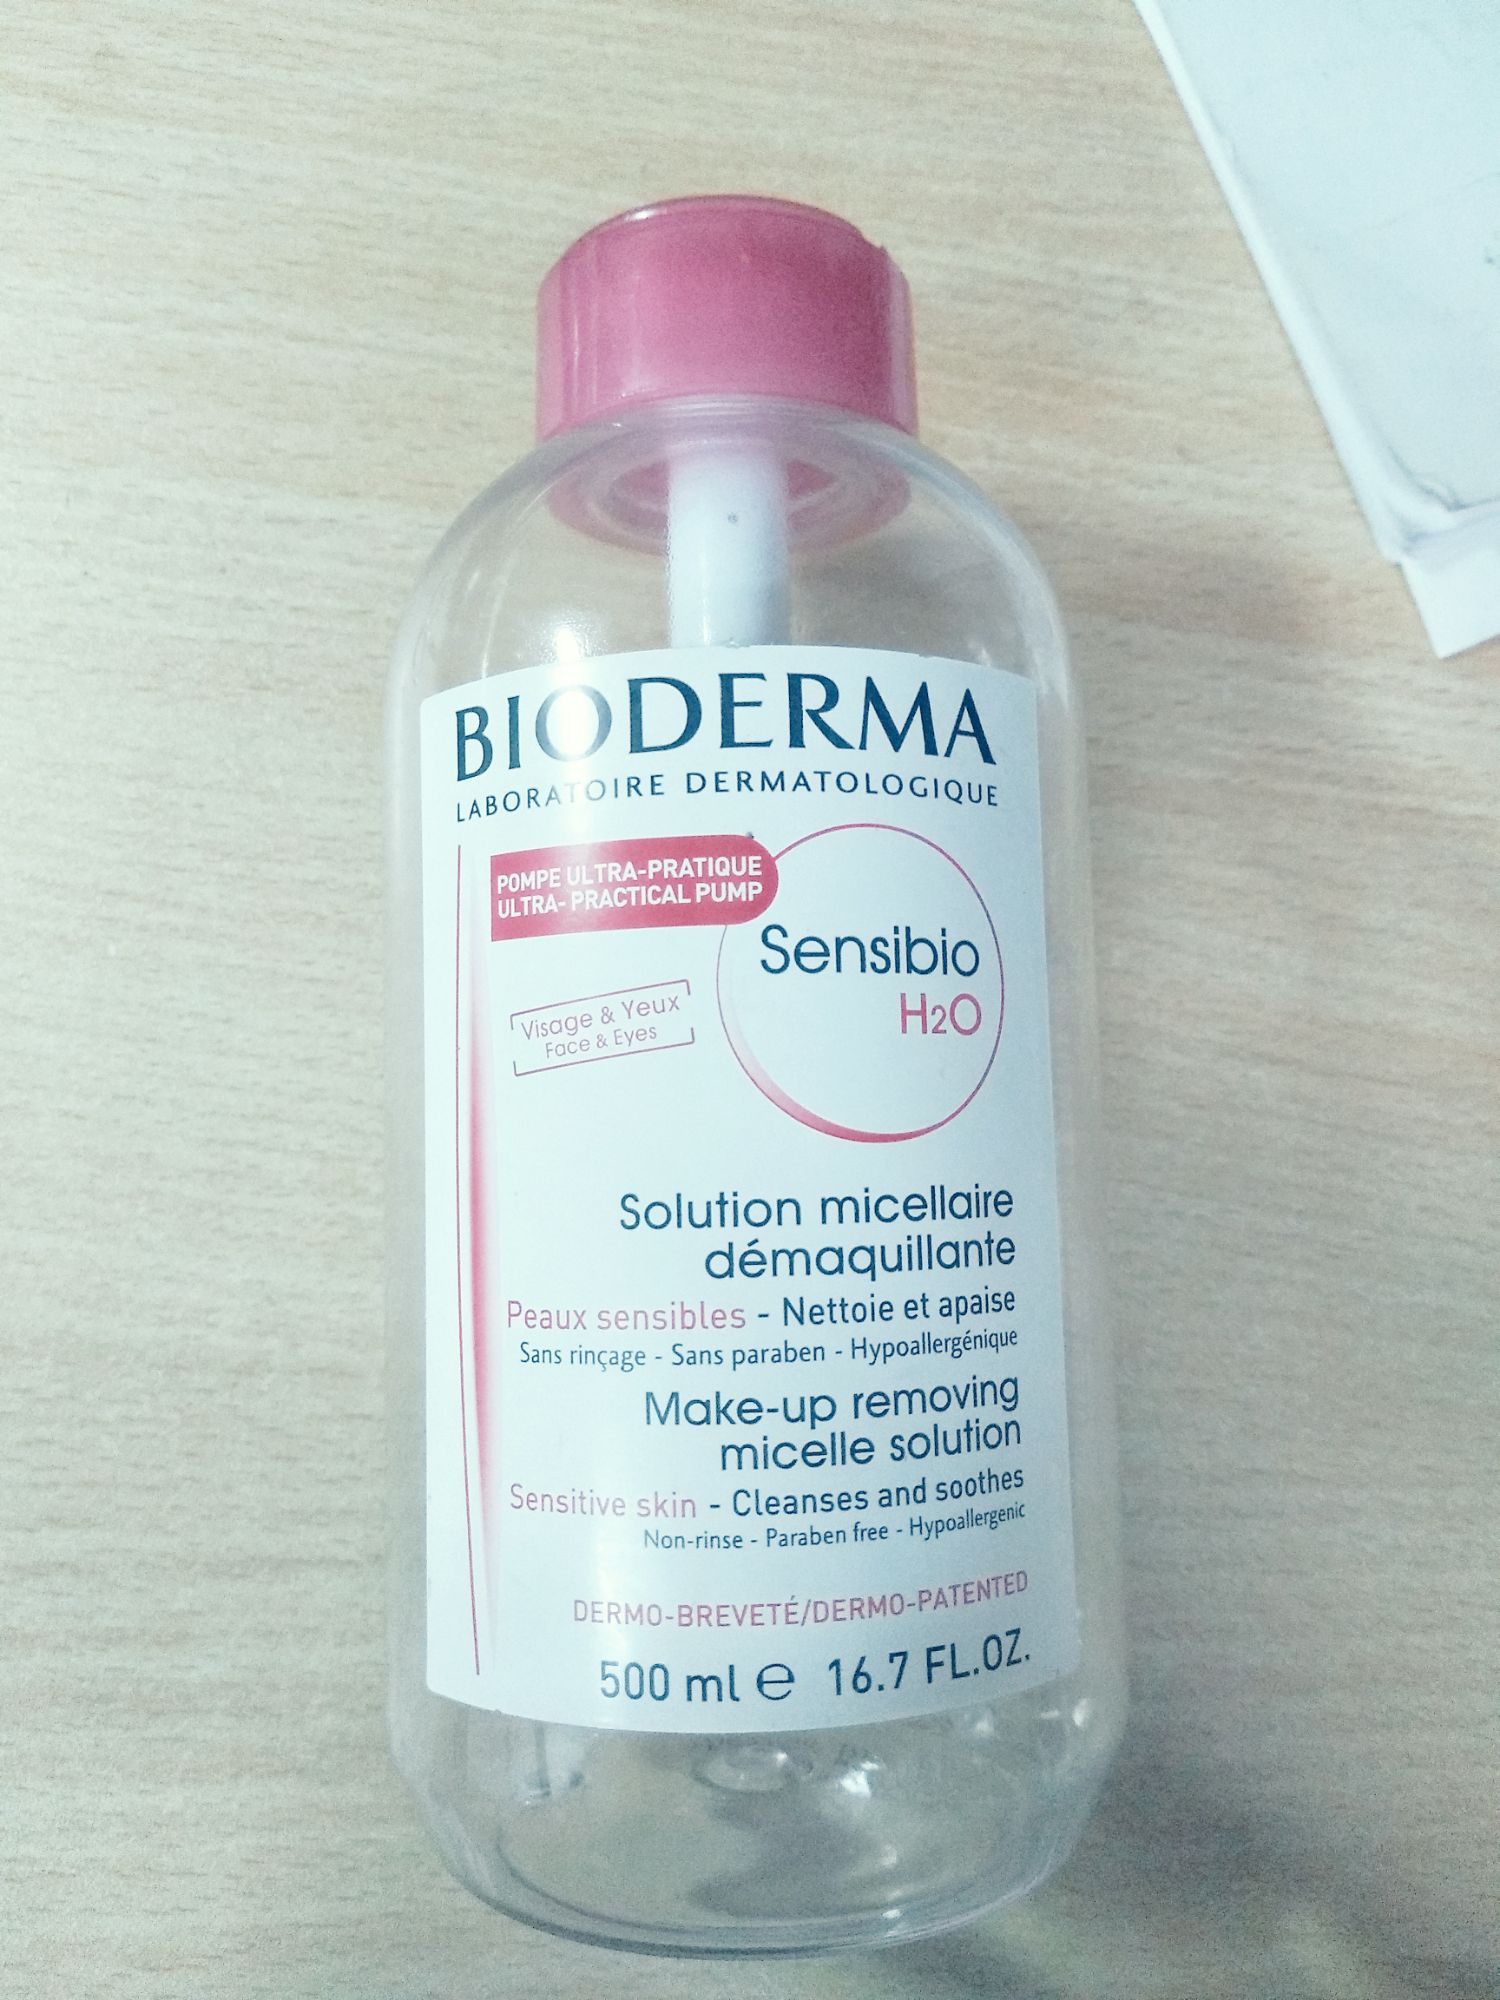 BIODERMA
LABORATOIRE DERMATOLOGIQUE
POMPE ULTRA-PRATIQUE
ULTRA- PRACTICAL PUMP
Sensibio
H2O
Visage & Yeux
Face & Eyes
Solution micellaire
démaquillante
Peaux sensibles - Nettoie et apaise
Sans rinçage - Sans paraben - Hypoallergénique
Make-up removing
micelle solution
Sensitive skin - Cleanses and soothes
Non-rinse - Paraben free - Hypoallergenic
DERMO-BREVETÉ/DERMO-PATENTED
500 ml e 16.7 FL.OZ.